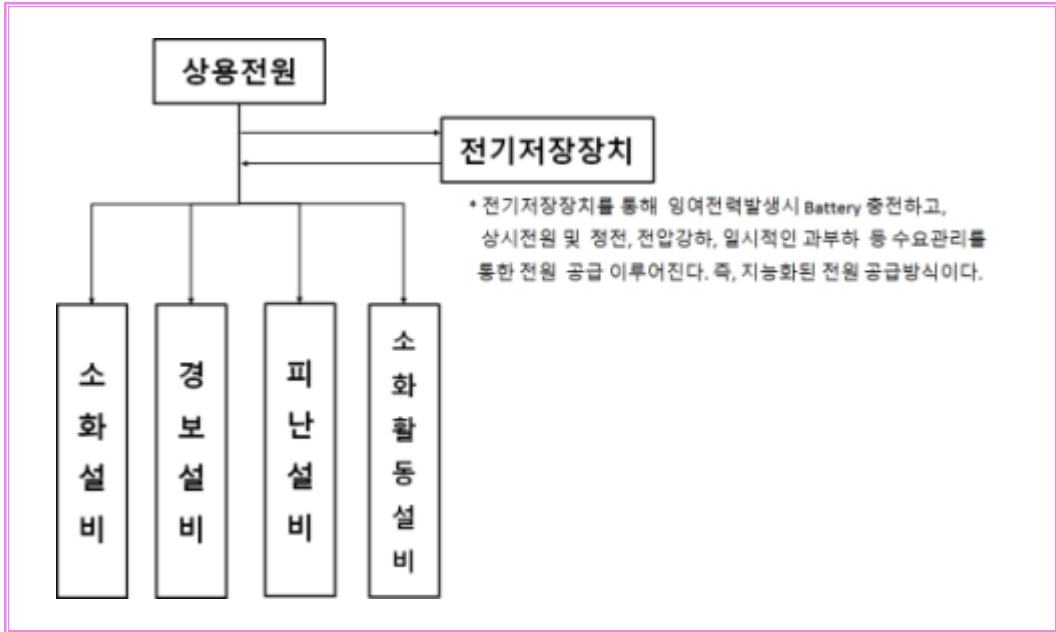 상용전원
전기저장장치
* 전기저장장치를 통해 잉여전력발생시 Battery 충전하고,
상시전원 및 정전, 전압강하, 일시적인 과부하 등 수요관리를
통한 전원 공급 이루어진다. 즉, 지능화된 전원 공급방식이다.
소화설비
경보설비
피난설비
소화활동설비